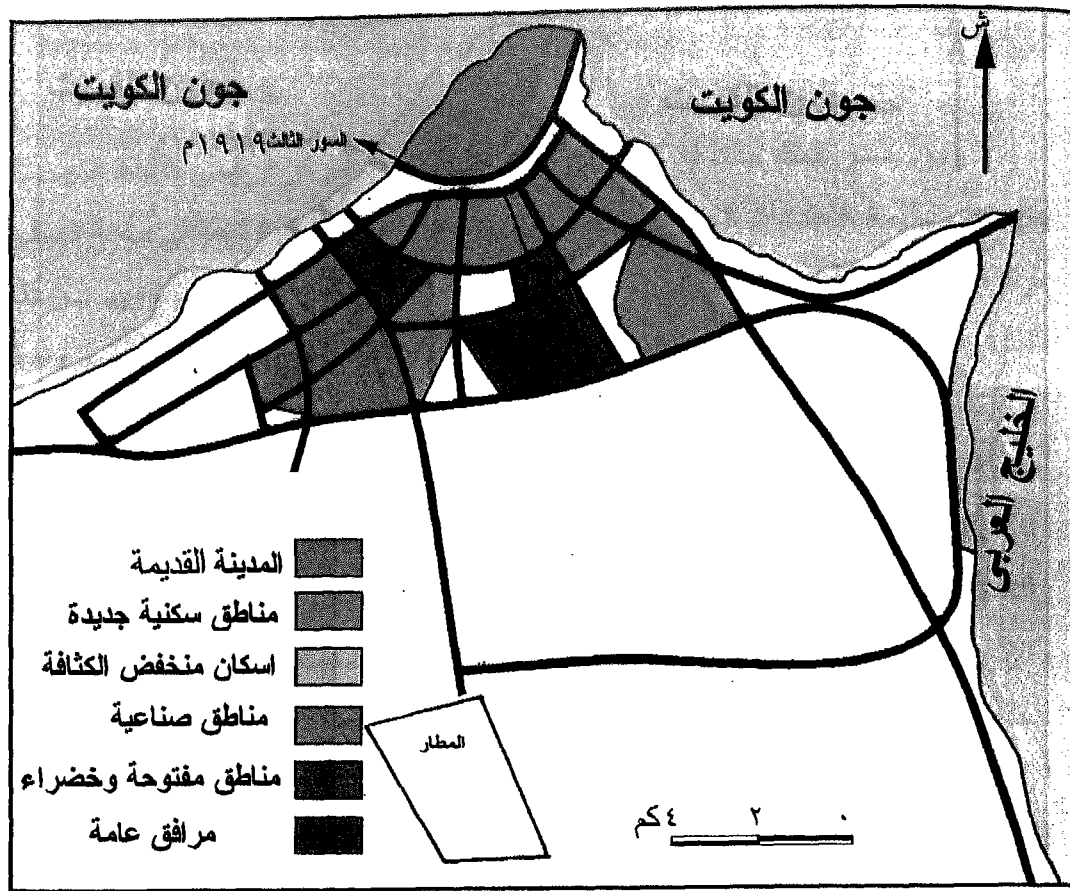 ش
جون الكويت
جون الكويت
السور الثالث ١٩١٩م
الخليج العربى
المدينة القديمة
مناطق سكنية جديدة
اسكان منخفض الكثافة
مناطق صناعية
مناطق مفتوحة وخضراء
مرافق عامة
المطار
٠ ٢ ٤ كم